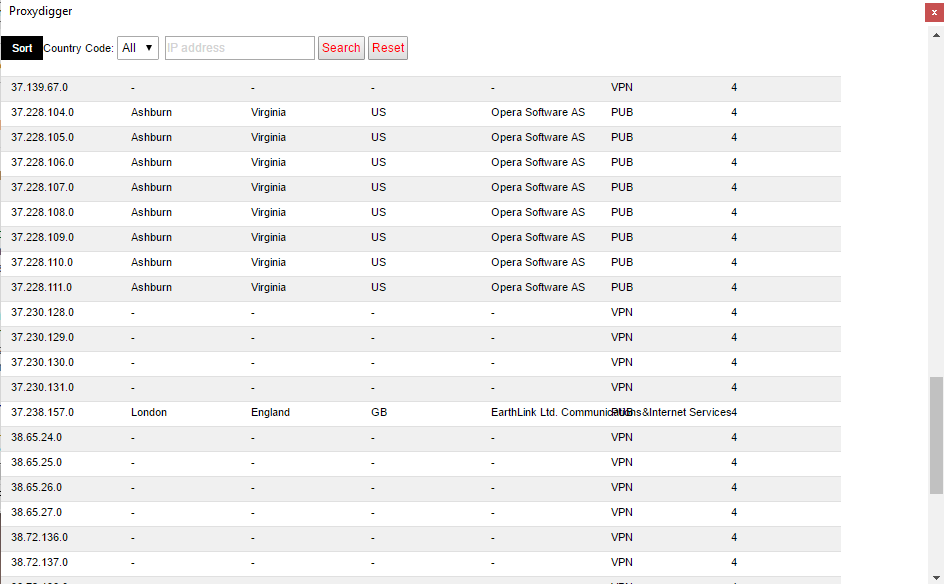 Proxydigger
x
Sort Country Code: All ▼ IP address Search Reset
37.139.67.0 - - - - VPN 4
37.228.104.0 Ashburn Virginia US Opera Software AS PUB 4
37.228.105.0 Ashburn Virginia US Opera Software AS PUB 4
37.228.106.0 Ashburn Virginia US Opera Software AS PUB 4
37.228.107.0 Ashburn Virginia US Opera Software AS PUB 4
37.228.108.0 Ashburn Virginia US Opera Software AS PUB 4
37.228.109.0 Ashburn Virginia US Opera Software AS PUB 4
37.228.110.0 Ashburn Virginia US Opera Software AS PUB 4
37.228.111.0 Ashburn Virginia US Opera Software AS PUB 4
37.230.128.0 - - - - VPN 4
37.230.129.0 - - - - VPN 4
37.230.130.0 - - - - VPN 4
37.230.131.0 - - - - VPN 4
37.238.157.0 London England GB EarthLink Ltd. Communications&Internet Services PUB 4
38.65.24.0 - - - - VPN 4
38.65.25.0 - - - - VPN 4
38.65.26.0 - - - - VPN 4
38.65.27.0 - - - - VPN 4
38.72.136.0 - - - - VPN 4
38.72.137.0 - - - - VPN 4